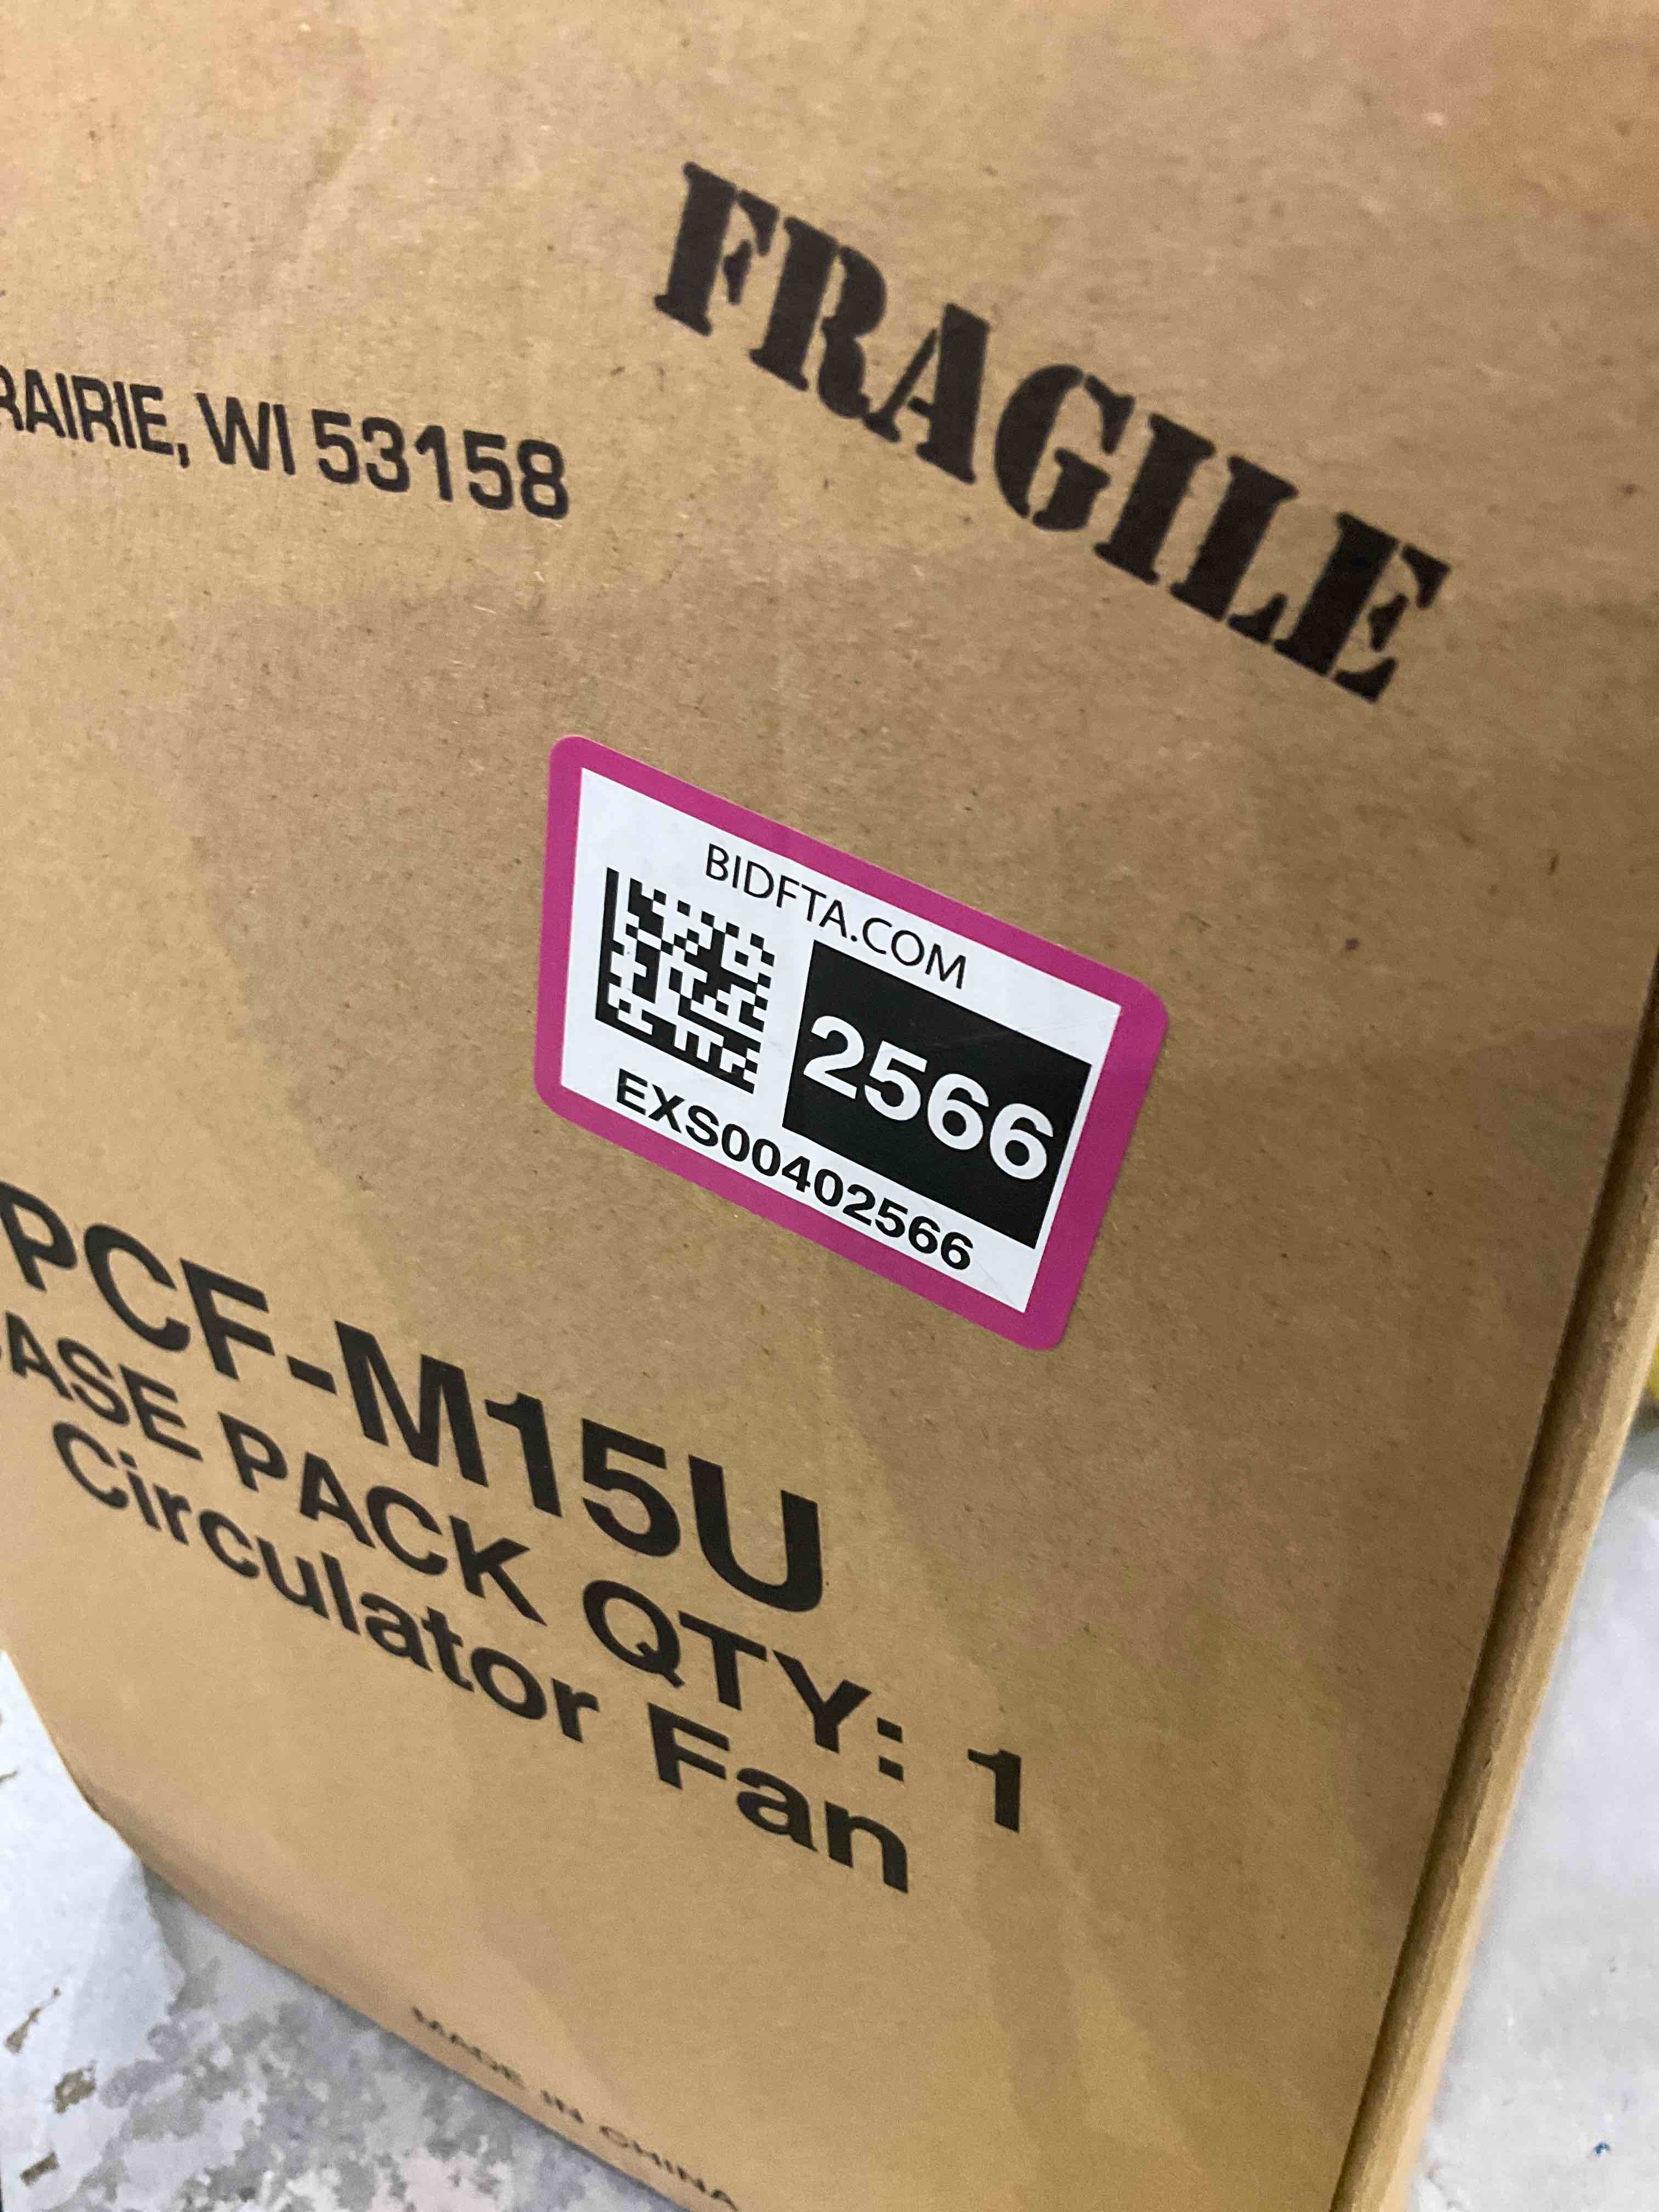 FRAGILE
RAIRIE, WI 53158
BIDFTA.COM
2566
EXS00402566
PCF-M15U
ASE PACK QTY: 1
Circulator Fan
MADE IN CHINA